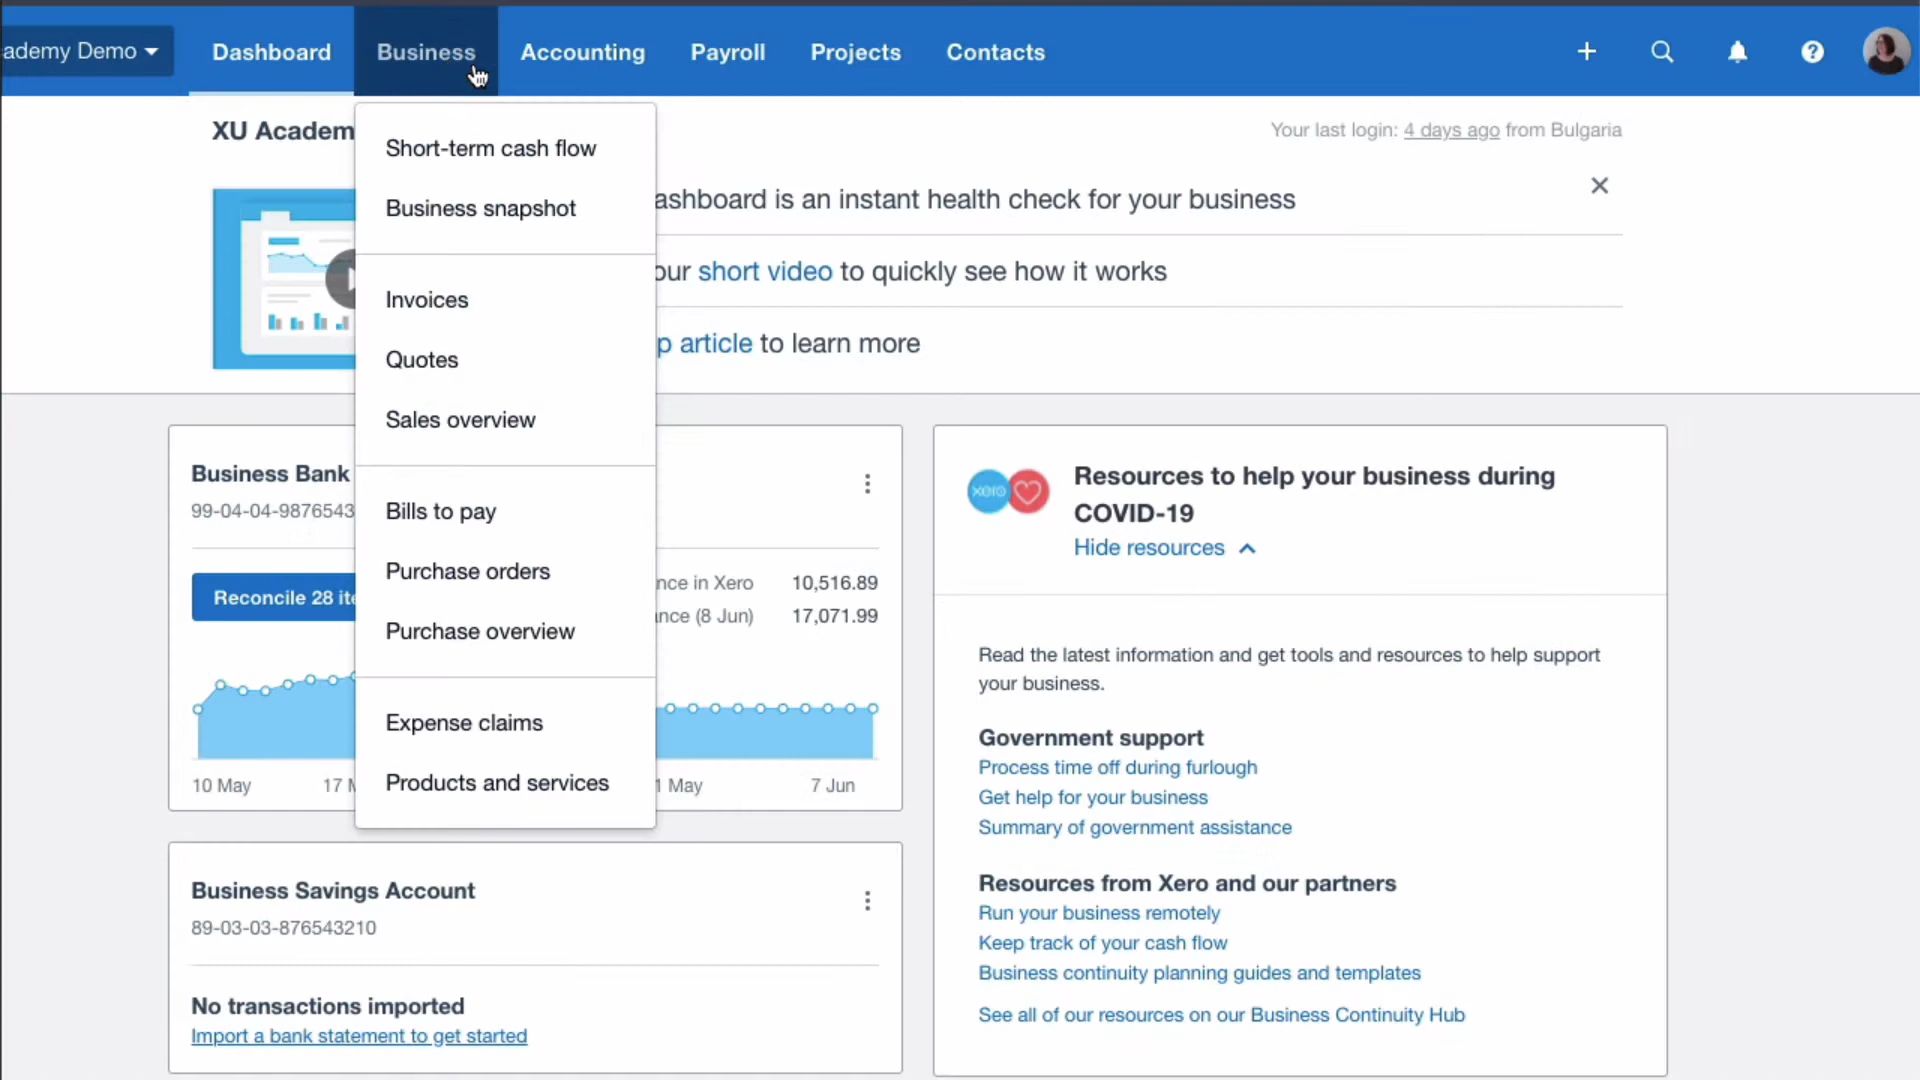 ademy Demo
Dashboard
Business
Accounting
Payroll
Projects
Contacts
XU Academ
Your last login: 4 days ago from Bulgaria
Short-term cash flow
Business snapshot
Invoices
Quotes
Sales overview
Bills to pay
Purchase orders
Purchase overview
Expense claims
Products and services
ashboard is an instant health check for your business
our short video to quickly see how it works
p article to learn more
Business Bank
99-04-04-9876543
Reconcile 28 ite
nce in Xero 10,516.89
ance (8 Jun) 17,071.99
10 May 17 M 1 May 7 Jun
Business Savings Account
89-03-03-876543210
No transactions imported
Import a bank statement to get started
xero
Resources to help your business during
COVID-19
Hide resources
Read the latest information and get tools and resources to help support
your business.
Government support
Process time off during furlough
Get help for your business
Summary of government assistance
Resources from Xero and our partners
Run your business remotely
Keep track of your cash flow
Business continuity planning guides and templates
See all of our resources on our Business Continuity Hub